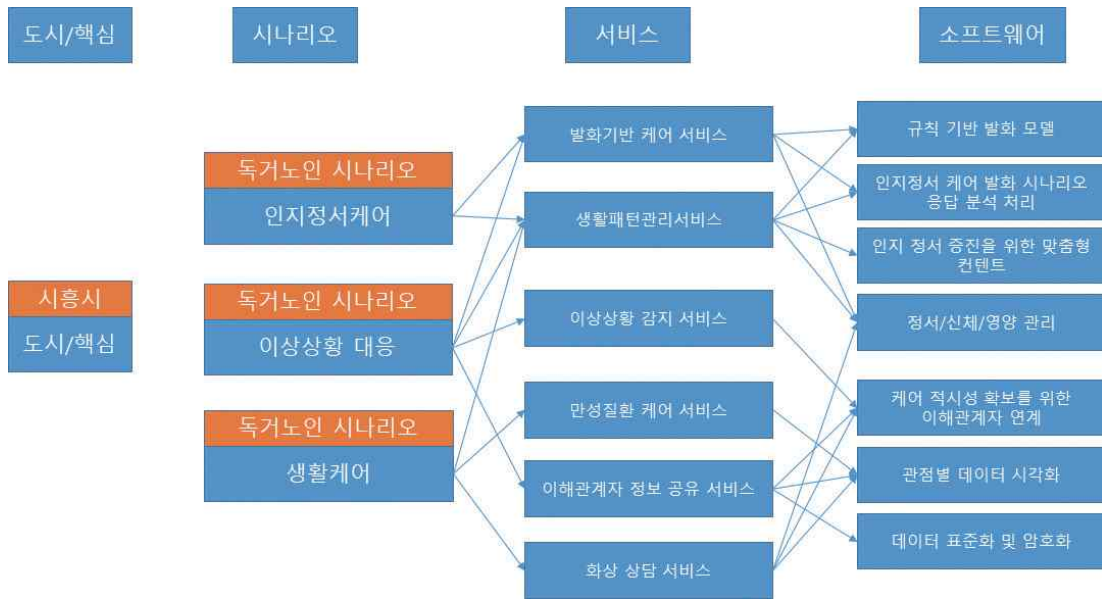 도시/핵심
시나리오
서비스
소프트웨어
시흥시
도시/핵심
독거노인 시나리오
인지정서케어
독거노인 시나리오
이상상황 대응
독거노인 시나리오
생활케어
발화기반 케어 서비스
생활패턴관리서비스
이상상황 감지 서비스
만성질환 케어 서비스
이해관계자 정보 공유 서비스
화상 상담 서비스
규칙 기반 발화 모델
인지정서 케어 발화 시나리오
응답 분석 처리
인지 정서 증진을 위한 맞춤형
컨텐트
정서/신체/영양 관리
케어 적시성 확보를 위한
이해관계자 연계
관점별 데이터 시각화
데이터 표준화 및 암호화